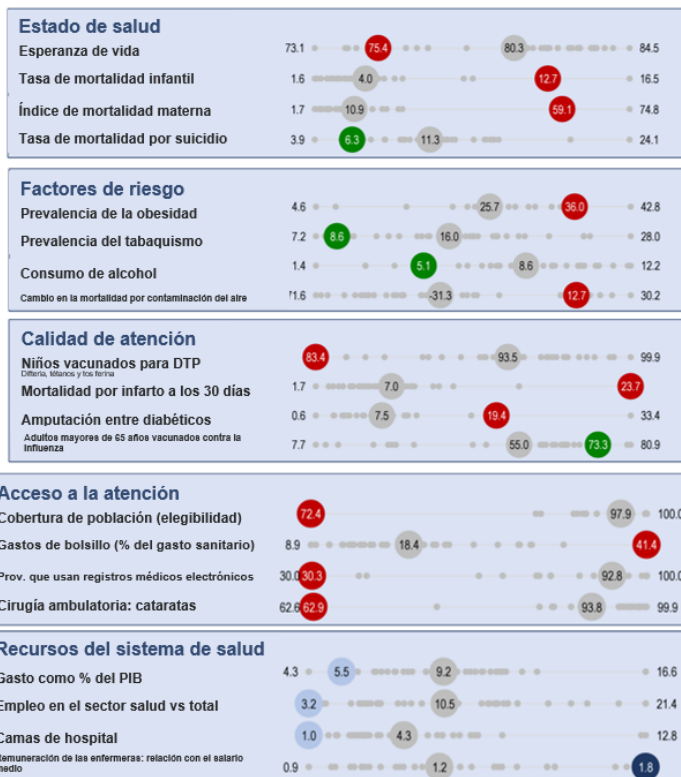 Estado de salud
Esperanza de vida 73.1 75.4 80.3 84.5
Tasa de mortalidad infantil 1.6 4.0 12.7 16.5
Índice de mortalidad materna 1.7 10.9 59.1 74.8
Tasa de mortalidad por suicidio 3.9 6.3 11.3 24.1
Factores de riesgo
Prevalencia de la obesidad 4.6 25.7 36.0 42.8
Prevalencia del tabaquismo 7.2 8.6 16.0 28.0
Consumo de alcohol 1.4 5.1 8.6 12.2
Cambio en la mortalidad por contaminación del aire 71.6 -31.3 12.7 30.2
Calidad de atención
Niños vacunados para DTP 83.4 93.5 99.9
Difteria, tétanos y tos ferina
Mortalidad por infarto a los 30 días 1.7 7.0 23.7
Amputación entre diabéticos 0.6 7.5 19.4 33.4
Adultos mayores de 65 años vacunados contra la
Influenza 7.7 55.0 73.3 80.9
Acceso a la atención
Cobertura de población (elegibilidad) 72.4 97.9 100.0
Gastos de bolsillo (% del gasto sanitario) 8.9 18.4 41.4
Prov. que usan registros médicos electrónicos 30.0 30.3 92.8 100.0
Cirugía ambulatoria: cataratas 62.6 62.9 93.8 99.9
Recursos del sistema de salud
Gasto como % del PIB 4.3 5.5 9.2 16.6
Empleo en el sector salud vs total 3.2 10.5 21.4
Camas de hospital 1.0 4.3 12.8
Remuneración de las enfermeras: relación con el salario
medio 0.9 1.2 1.8